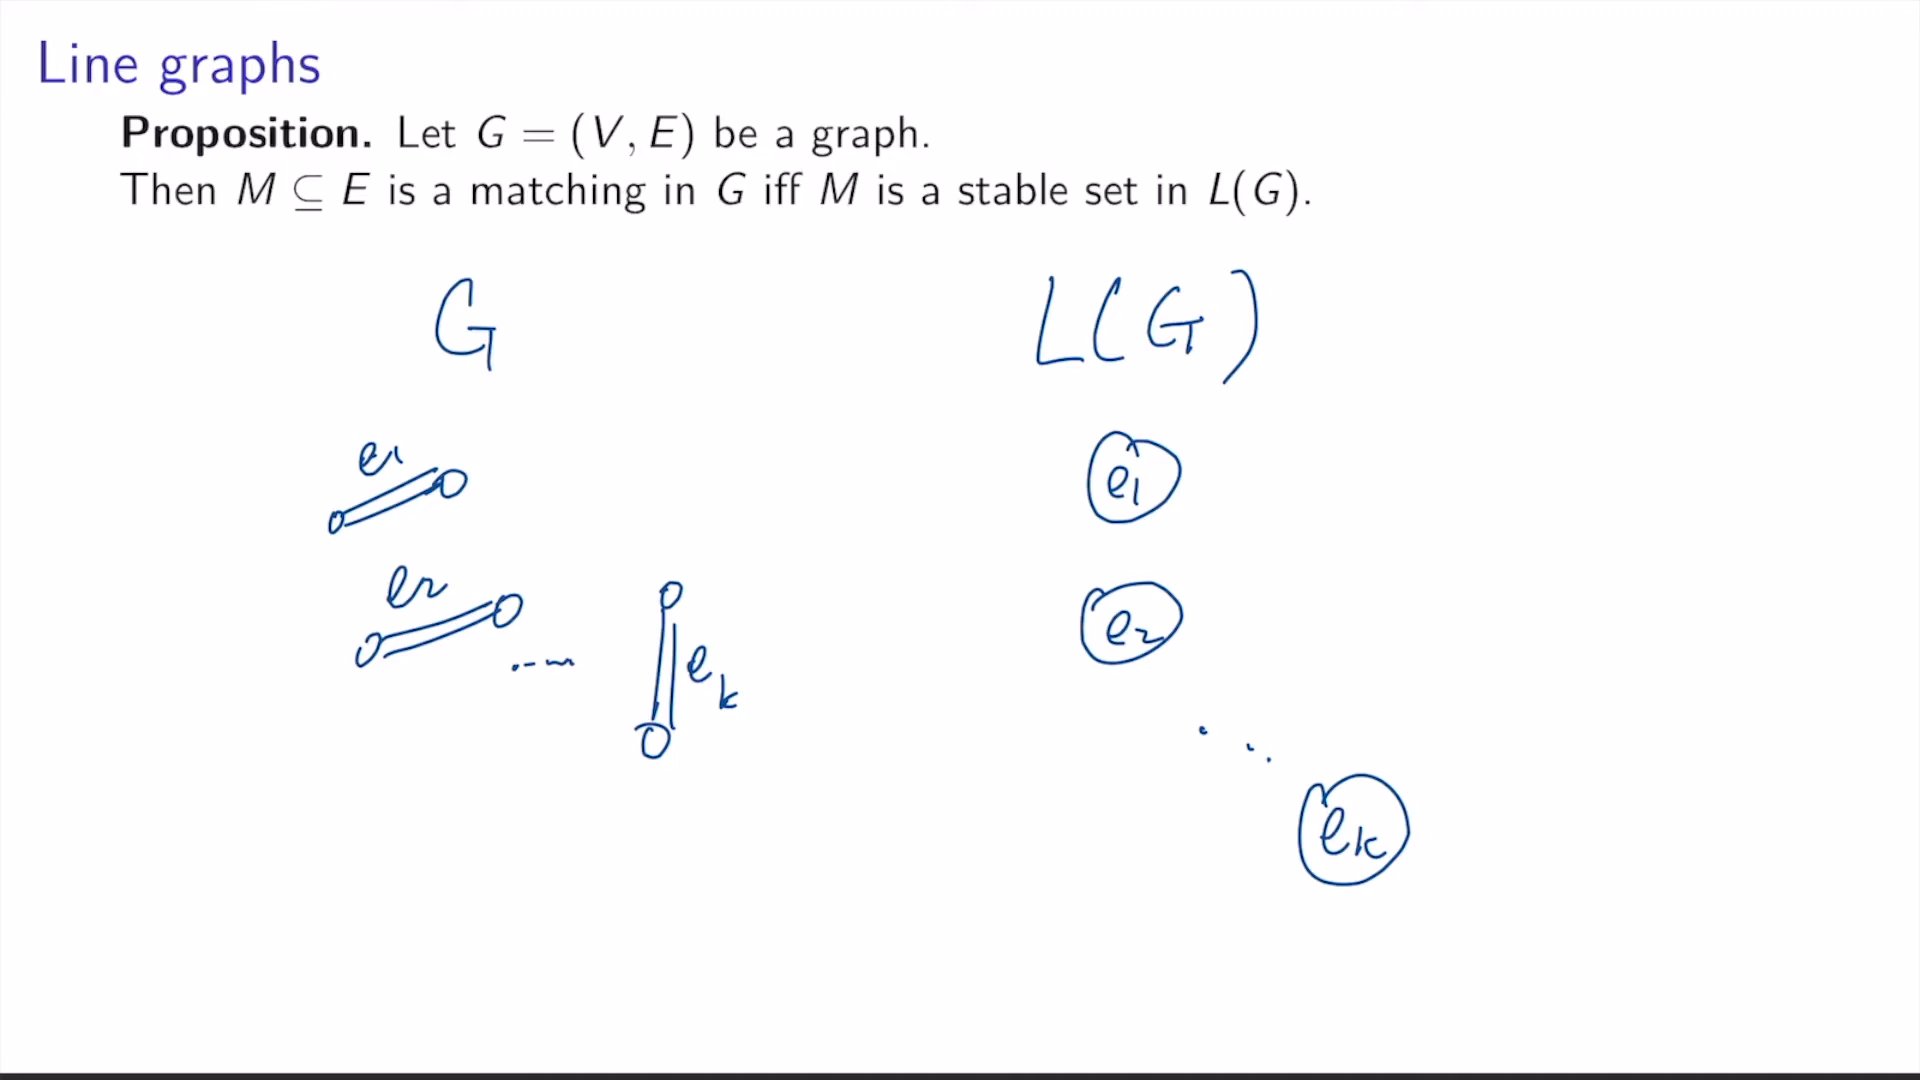 Line graphs
Proposition. Let G = (V, E) be a graph.
Then M ⊆ E is a matching in G iff M is a stable set in L(G).
G
L(G)
e1
e1
e2
e2
.... ek
...
ek